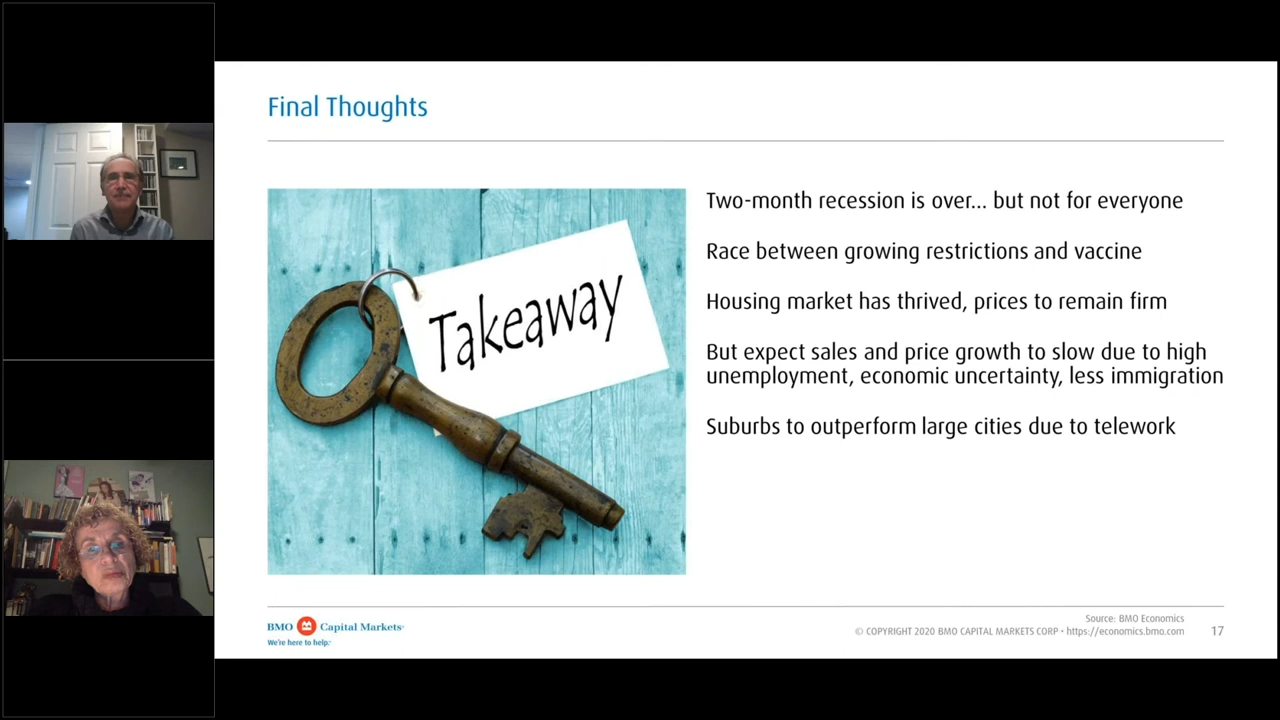 Final Thoughts
Takeaway
Two-month recession is over... but not for everyone
Race between growing restrictions and vaccine
Housing market has thrived, prices to remain firm
But expect sales and price growth to slow due to high
unemployment, economic uncertainty, less immigration
Suburbs to outperform large cities due to telework
BMO Capital Markets
We're here to help.
Source: BMO Economics
© COPYRIGHT 2020 BMO CAPITAL MARKETS CORP • https://economics.bmo.com
17